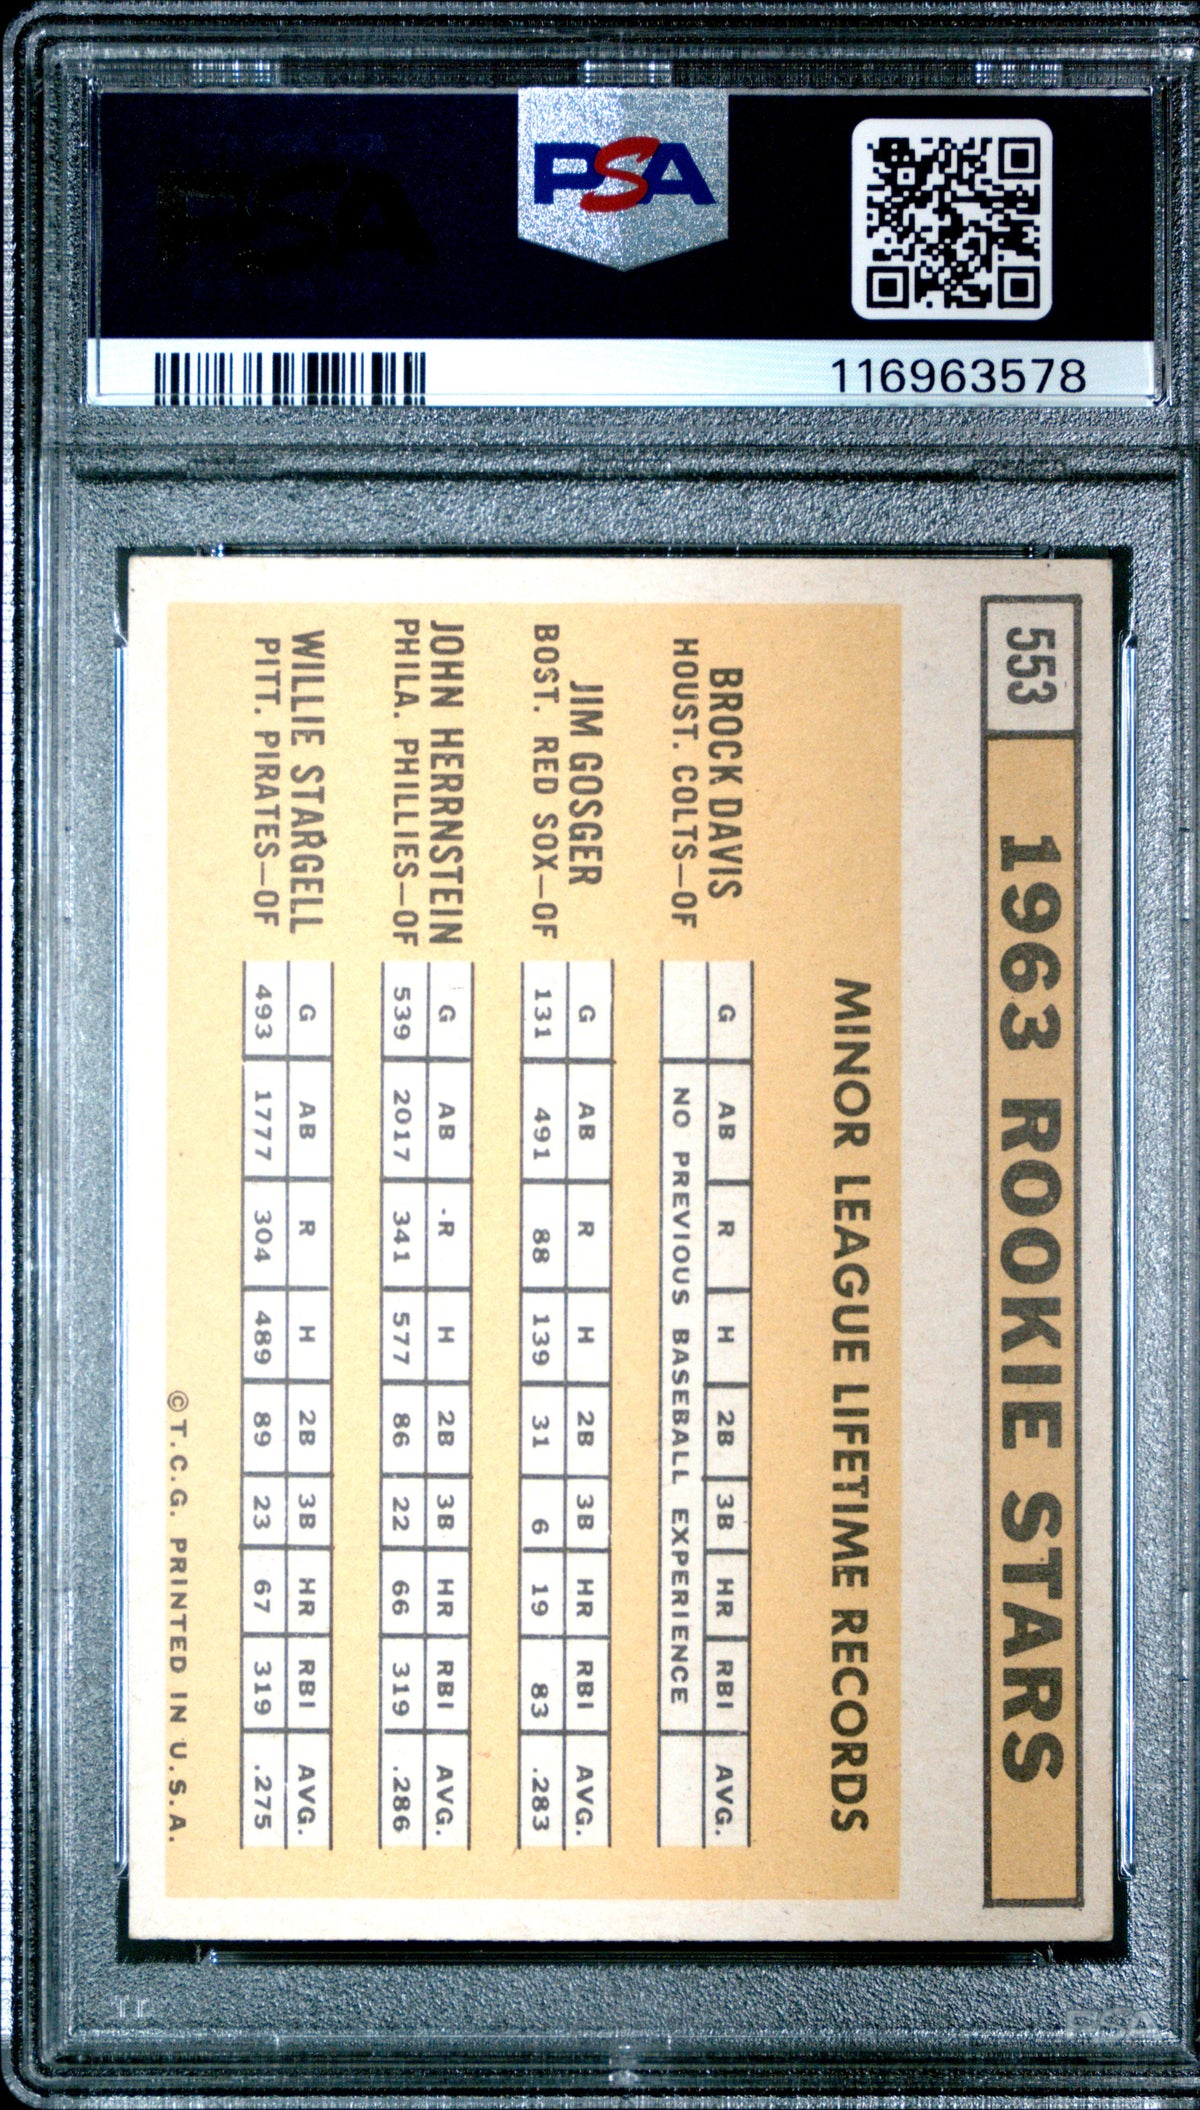 PSA
PSA
116963578
553
1963 ROOKIE STARS
MINOR LEAGUE LIFETIME RECORDS
BROCK DAVIS
HOUST. COLTS—OF
G AB R H 2B 3B HR RBI AVG.
NO PREVIOUS BASEBALL EXPERIENCE
JIM GOSGER
BOST. RED SOX—OF
G AB R H 2B 3B HR RBI AVG.
131 491 88 139 31 6 19 83 .283
JOHN HERRNSTEIN
PHILA. PHILLIES—OF
G AB R H 2B 3B HR RBI AVG.
539 2017 341 577 86 22 66 319 .286
WILLIE STARGELL
PITT. PIRATES—OF
G AB R H 2B 3B HR RBI AVG.
493 1777 304 489 89 23 67 319 .275
©T.C.G. PRINTED IN U.S.A.
PSA